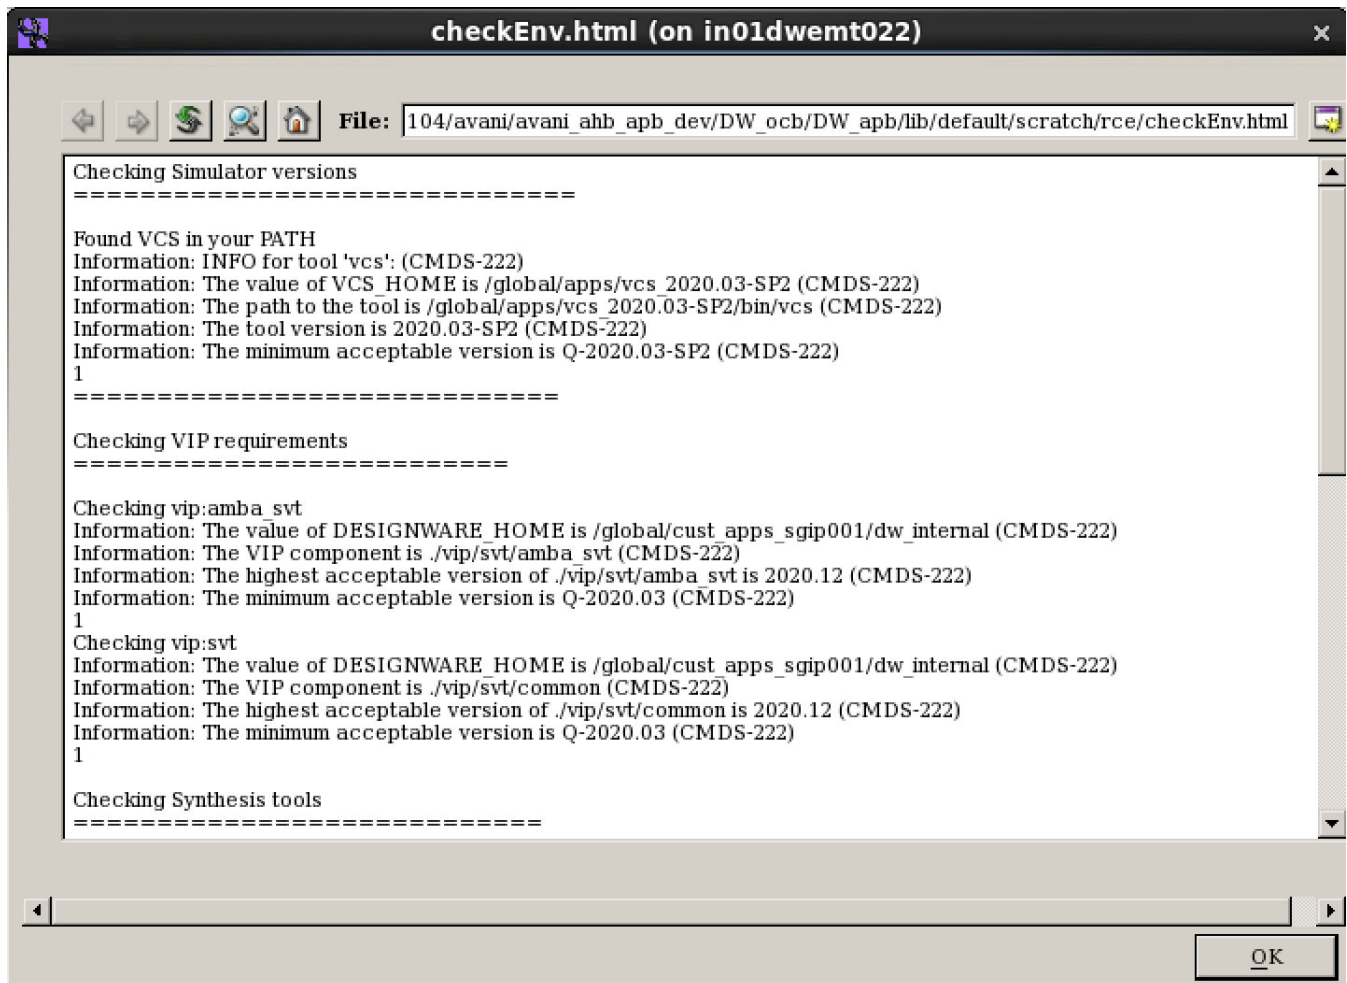 checkEnv.html (on in01dwemt022)
File: 104/avani/avani_ahb_apb_dev/DW_ocb/DW_apb/lib/default/scratch/rce/checkEnv.html
Checking Simulator versions
==============================
Found VCS in your PATH
Information: INFO for tool 'vcs': (CMDS-222)
Information: The value of VCS_HOME is /global/apps/vcs_2020.03-SP2 (CMDS-222)
Information: The path to the tool is /global/apps/vcs_2020.03-SP2/bin/vcs (CMDS-222)
Information: The tool version is 2020.03-SP2 (CMDS-222)
Information: The minimum acceptable version is Q-2020.03-SP2 (CMDS-222)
1
=============================
Checking VIP requirements
==========================
Checking vip:amba_svt
Information: The value of DESIGNWARE_HOME is /global/cust_apps_sgip001/dw_internal (CMDS-222)
Information: The VIP component is ./vip/svt/amba_svt (CMDS-222)
Information: The highest acceptable version of ./vip/svt/amba_svt is 2020.12 (CMDS-222)
Information: The minimum acceptable version is Q-2020.03 (CMDS-222)
1
Checking vip:svt
Information: The value of DESIGNWARE_HOME is /global/cust_apps_sgip001/dw_internal (CMDS-222)
Information: The VIP component is ./vip/svt/common (CMDS-222)
Information: The highest acceptable version of ./vip/svt/common is 2020.12 (CMDS-222)
Information: The minimum acceptable version is Q-2020.03 (CMDS-222)
1
Checking Synthesis tools
============================
OK